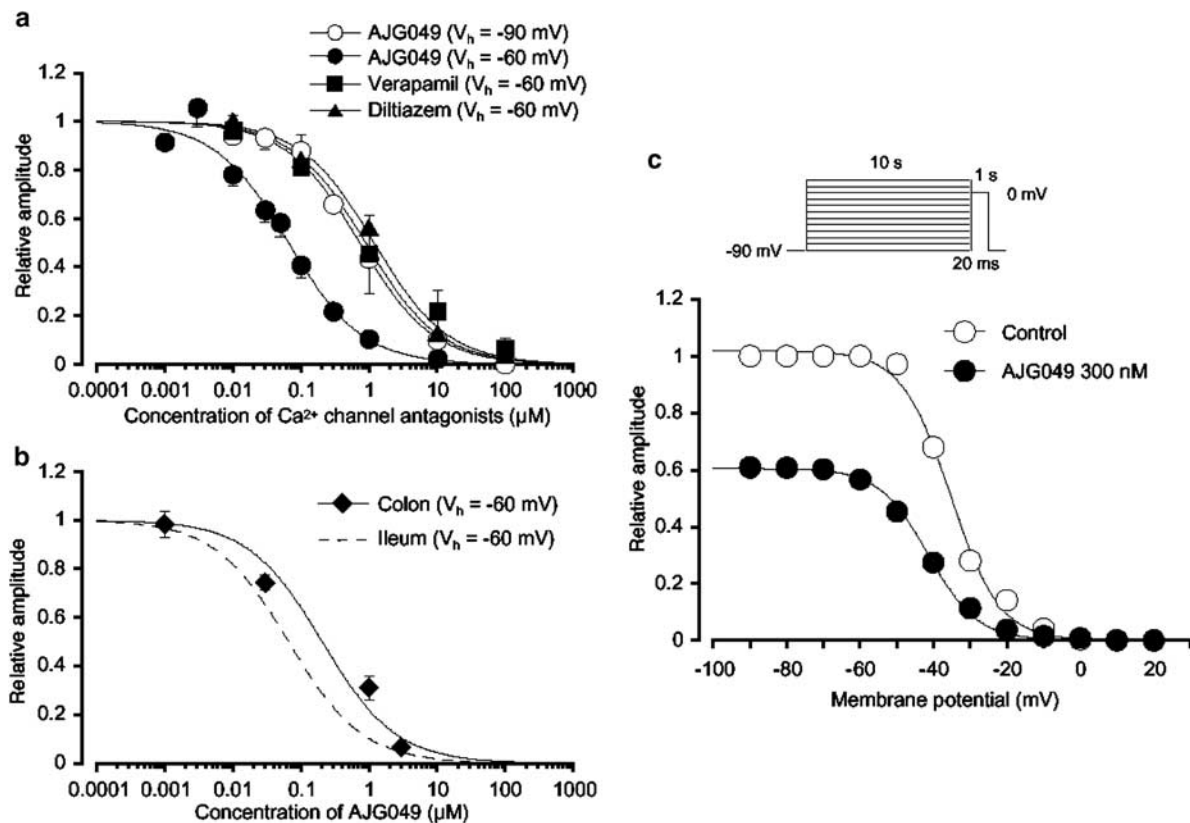 a
AJG049 (Vh = -90 mV)
AJG049 (Vh = -60 mV)
Verapamil (Vh = -60 mV)
Diltiazem (Vh = -60 mV)
1.2
1
0.8
0.6
0.4
0.2
0
Relative amplitude
0.0001 0.001 0.01 0.1 1 10 100 1000
Concentration of Ca2+ channel antagonists (µM)
b
Colon (Vh = -60 mV)
Ileum (Vh = -60 mV)
1.2
1
0.8
0.6
0.4
0.2
0
Relative amplitude
0.0001 0.001 0.01 0.1 1 10 100 1000
Concentration of AJG049 (µM)
c
10 s
1 s
0 mV
-90 mV
20 ms
Control
AJG049 300 nM
1.2
1
0.8
0.6
0.4
0.2
0
Relative amplitude
-100 -80 -60 -40 -20 0 20
Membrane potential (mV)